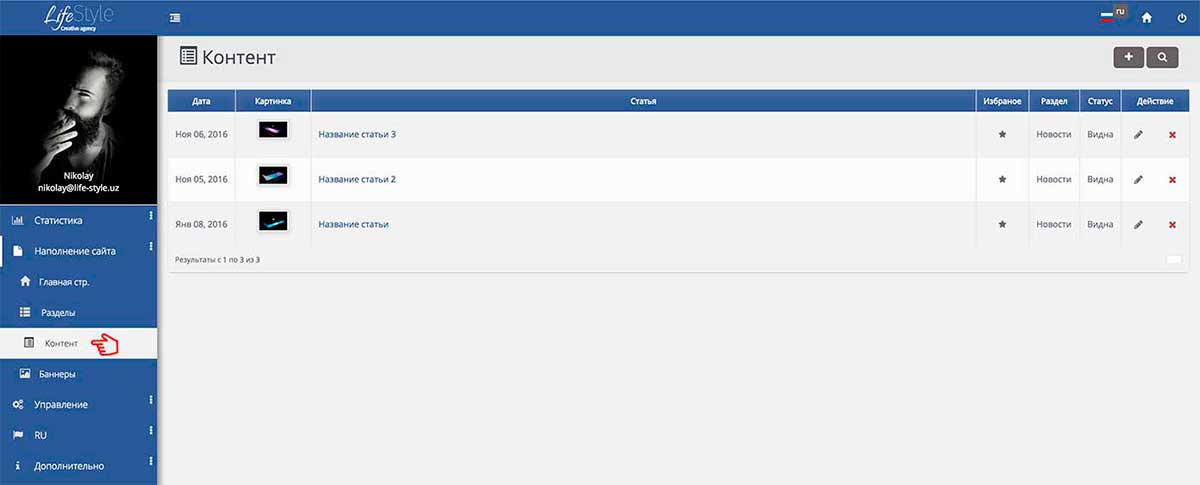 LifeStyle
Creative agency
ru
Nikolay
nikolay@life-style.uz
Статистика
Наполнение сайта
Главная стр.
Разделы
Контент
Баннеры
Управление
RU
Дополнительно
Контент
Дата Картинка Статья Избраное Раздел Статус Действие
Ноя 06, 2016 Название статьи 3 Новости Видна
Ноя 05, 2016 Название статьи 2 Новости Видна
Янв 08, 2016 Название статьи Новости Видна
Результаты с 1 по 3 из 3